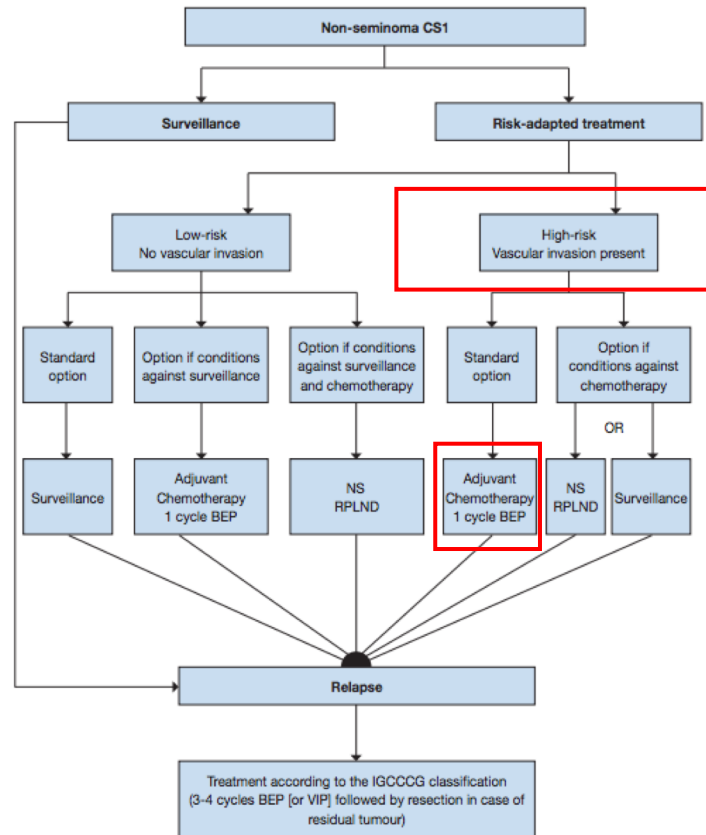 Non-seminoma CS1
Surveillance
Risk-adapted treatment
Low-risk
No vascular invasion
High-risk
Vascular invasion present
Standard
option
Option if conditions
against surveillance
Option if conditions
against surveillance
and chemotherapy
Standard
option
Option if
conditions against
chemotherapy
OR
Surveillance
Adjuvant
Chemotherapy
1 cycle BEP
NS
RPLND
Adjuvant
Chemotherapy
1 cycle BEP
NS
RPLND
Surveillance
Relapse
Treatment according to the IGCCCG classification
(3-4 cycles BEP [or VIP] followed by resection in case of
residual tumour)